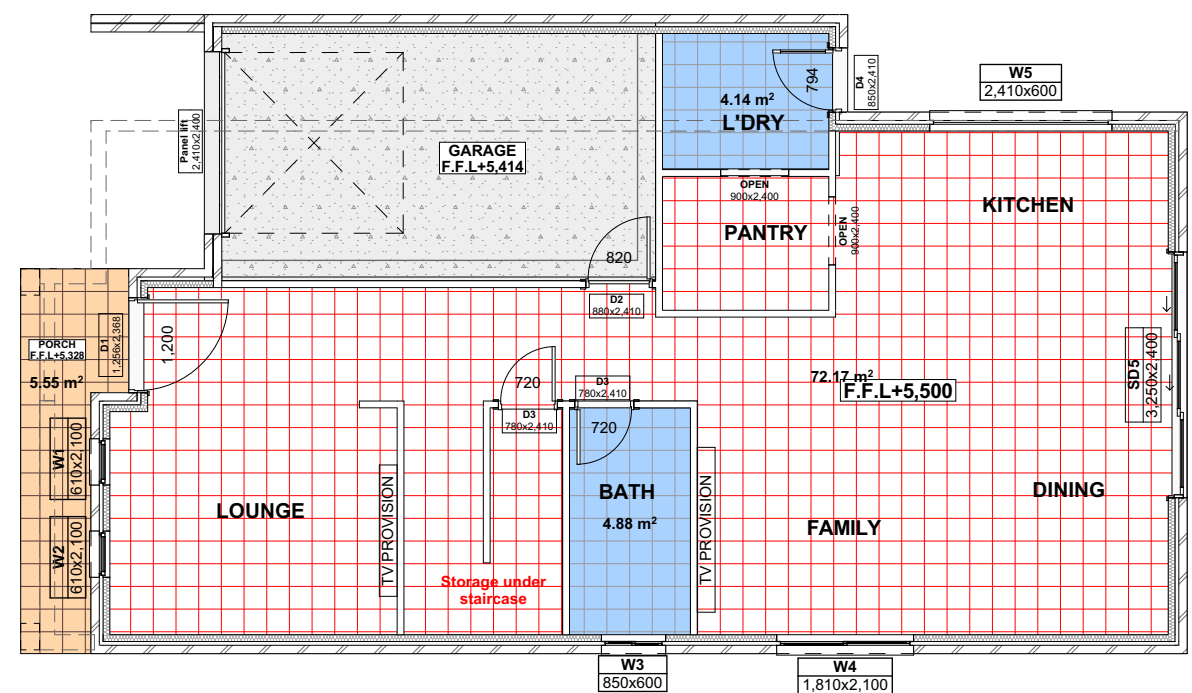 W5
2,410x600
D4
850x2,410
794
4.14 m²
L'DRY
Panel lift
2,410x2,400
GARAGE
F.F.L+5,414
OPEN
900x2,400
KITCHEN
PANTRY
OPEN
900x2,400
820
D2
880x2,410
PORCH
F.F.L+5,328
D1
1,256x2,368
1,200
5.55 m²
720
D3
780x2,410
72.17 m²
F.F.L+5,500
SD5
3,250x2,400
D3
780x2,410
720
W1
610x2,100
LOUNGE
TV PROVISION
BATH
4.88 m²
TV PROVISION
DINING
FAMILY
W2
610x2,100
Storage under
staircase
W3
850x600
W4
1,810x2,100